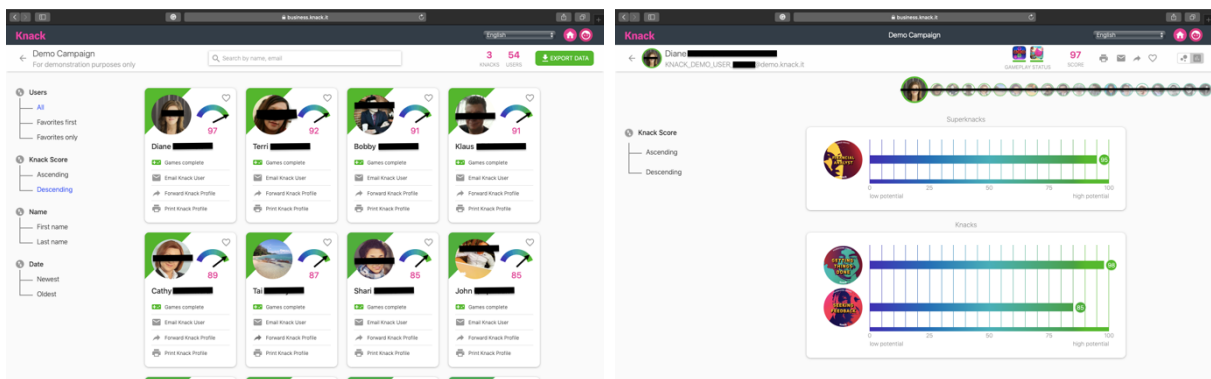 business.knack.it
Knack
English
Demo Campaign
For demonstration purposes only
Search by name, email
3 54
KNACKS USERS
EXPORT DATA
Users
All
Favorites first
Favorites only
Knack Score
Ascending
Descending
Name
First name
Last name
Date
Newest
Oldest
97
Diane
Games complete
Email Knack User
Forward Knack Profile
Print Knack Profile
92
Terri
Games complete
Email Knack User
Forward Knack Profile
Print Knack Profile
91
Bobby
Games complete
Email Knack User
Forward Knack Profile
Print Knack Profile
91
Klaus
Games complete
Email Knack User
Forward Knack Profile
Print Knack Profile
89
Cathy
Games complete
Email Knack User
Forward Knack Profile
Print Knack Profile
87
Tai
Games complete
Email Knack User
Forward Knack Profile
Print Knack Profile
85
Shari
Games complete
Email Knack User
Forward Knack Profile
Print Knack Profile
85
John
Games complete
Email Knack User
Forward Knack Profile
Print Knack Profile
business.knack.it
Knack
Demo Campaign
English
Diane
KNACK_DEMO_USER_ @demo.knack.it
GAMEPLAY STATUS
97
SCORE
Knack Score
Ascending
Descending
Superknacks
FINANCIAL
ANALYST
96
0 25 50 75 100
low potential high potential
Knacks
GETTING
THINGS
DONE
98
SEEKING
FEEDBACK
85
0 25 50 75 100
low potential high potential